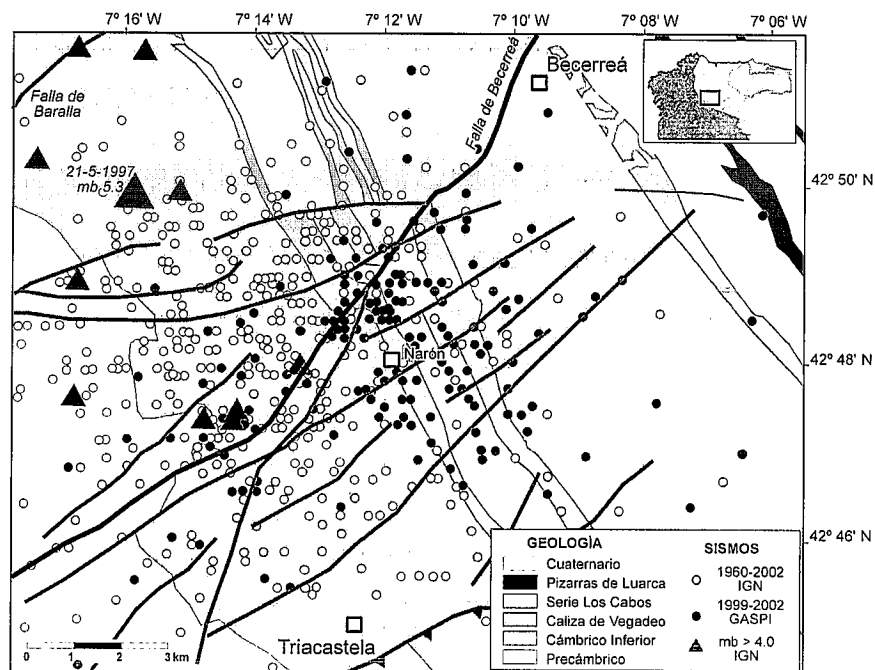 7º 16' W
7º 14' W
7º 12' W
7º 10' W
7º 08' W
7º 06' W
Becerreá
Falla de Becerreá
Falla de
Baralla
21-5-1997
mb 5.3
42º 50' N
Narón
42º 48' N
42º 46' N
Triacastela
0 1 2 3 km
GEOLOGÍA
Cuaternario
Pizarras de Luarca
Serie Los Cabos
Caliza de Vegadeo
Cámbrico Inferior
Precámbrico
SISMOS
1960-2002
IGN
1999-2002
GASPI
mb > 4.0
IGN